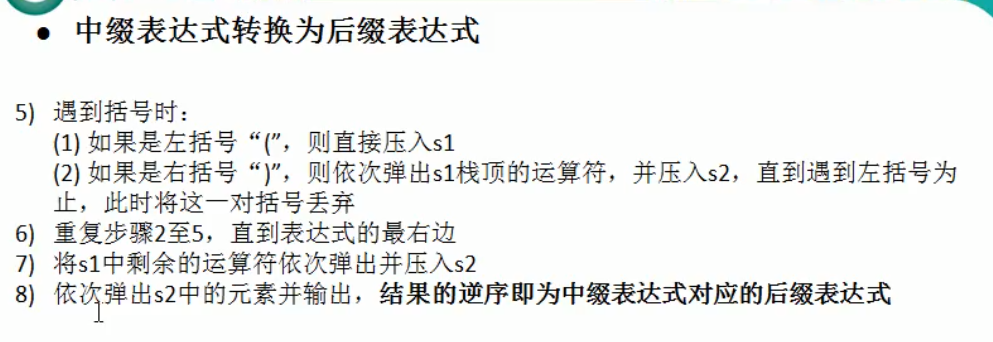 ● 中缀表达式转换为后缀表达式
5) 遇到括号时：
(1) 如果是左括号“(”，则直接压入s1
(2) 如果是右括号“)”，则依次弹出s1栈顶的运算符，并压入s2，直到遇到左括号为
止，此时将这一对括号丢弃
6) 重复步骤2至5，直到表达式的最右边
7) 将s1中剩余的运算符依次弹出并压入s2
8) 依次弹出s2中的元素并输出，结果的逆序即为中缀表达式对应的后缀表达式